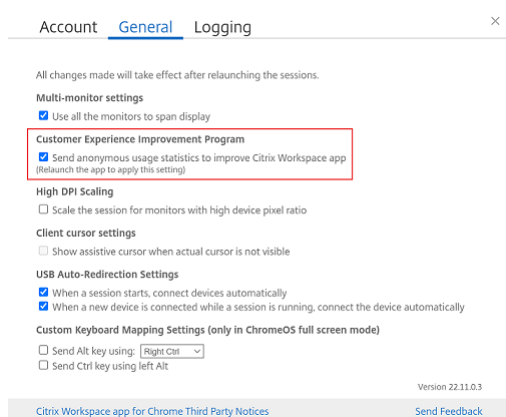 Account General Logging
All changes made will take effect after relaunching the sessions.
Multi-monitor settings
Use all the monitors to span display
Customer Experience Improvement Program
Send anonymous usage statistics to improve Citrix Workspace app
(Relaunch the app to apply this setting)
High DPI Scaling
Scale the session for monitors with high device pixel ratio
Client cursor settings
Show assistive cursor when actual cursor is not visible
USB Auto-Redirection Settings
When a session starts, connect devices automatically
When a new device is connected while a session is running, connect the device automatically
Custom Keyboard Mapping Settings (only in ChromeOS full screen mode)
Send Alt key using: Right Ctrl
Send Ctrl key using left Alt
Version 22.11.0.3
Citrix Workspace app for Chrome Third Party Notices Send Feedback